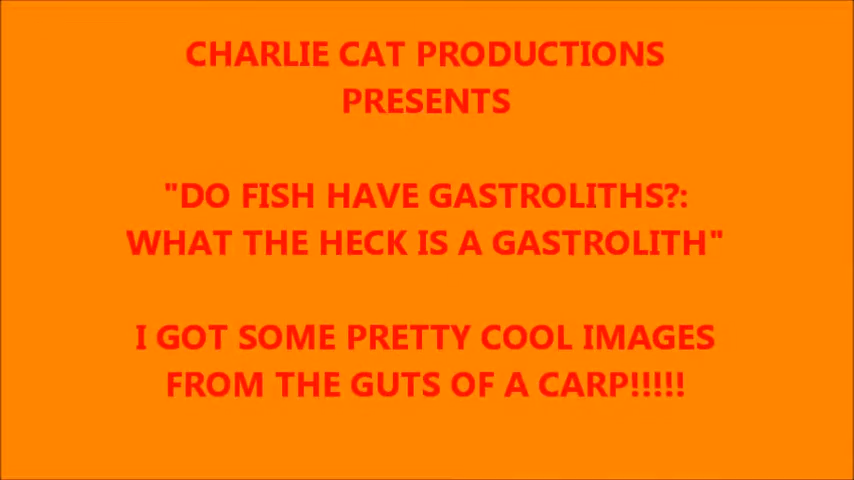 CHARLIE CAT PRODUCTIONS
PRESENTS
"DO FISH HAVE GASTROLITHS?:
WHAT THE HECK IS A GASTROLITH"
I GOT SOME PRETTY COOL IMAGES
FROM THE GUTS OF A CARP!!!!!